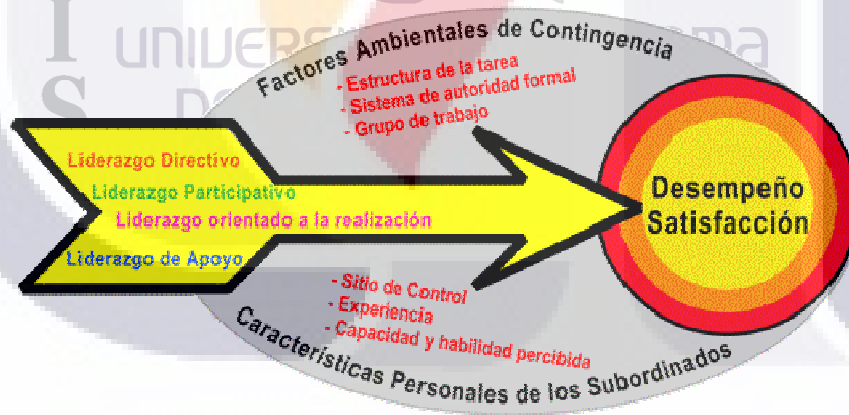 Factores Ambientales de Contingencia
- Estructura de la tarea
- Sistema de autoridad formal
- Grupo de trabajo
Liderazgo Directivo
Liderazgo Participativo
Liderazgo orientado a la realización
Liderazgo de Apoyo
Desempeño
Satisfacción
- Sitio de Control
- Experiencia
- Capacidad y habilidad percibida
Características Personales de los Subordinados